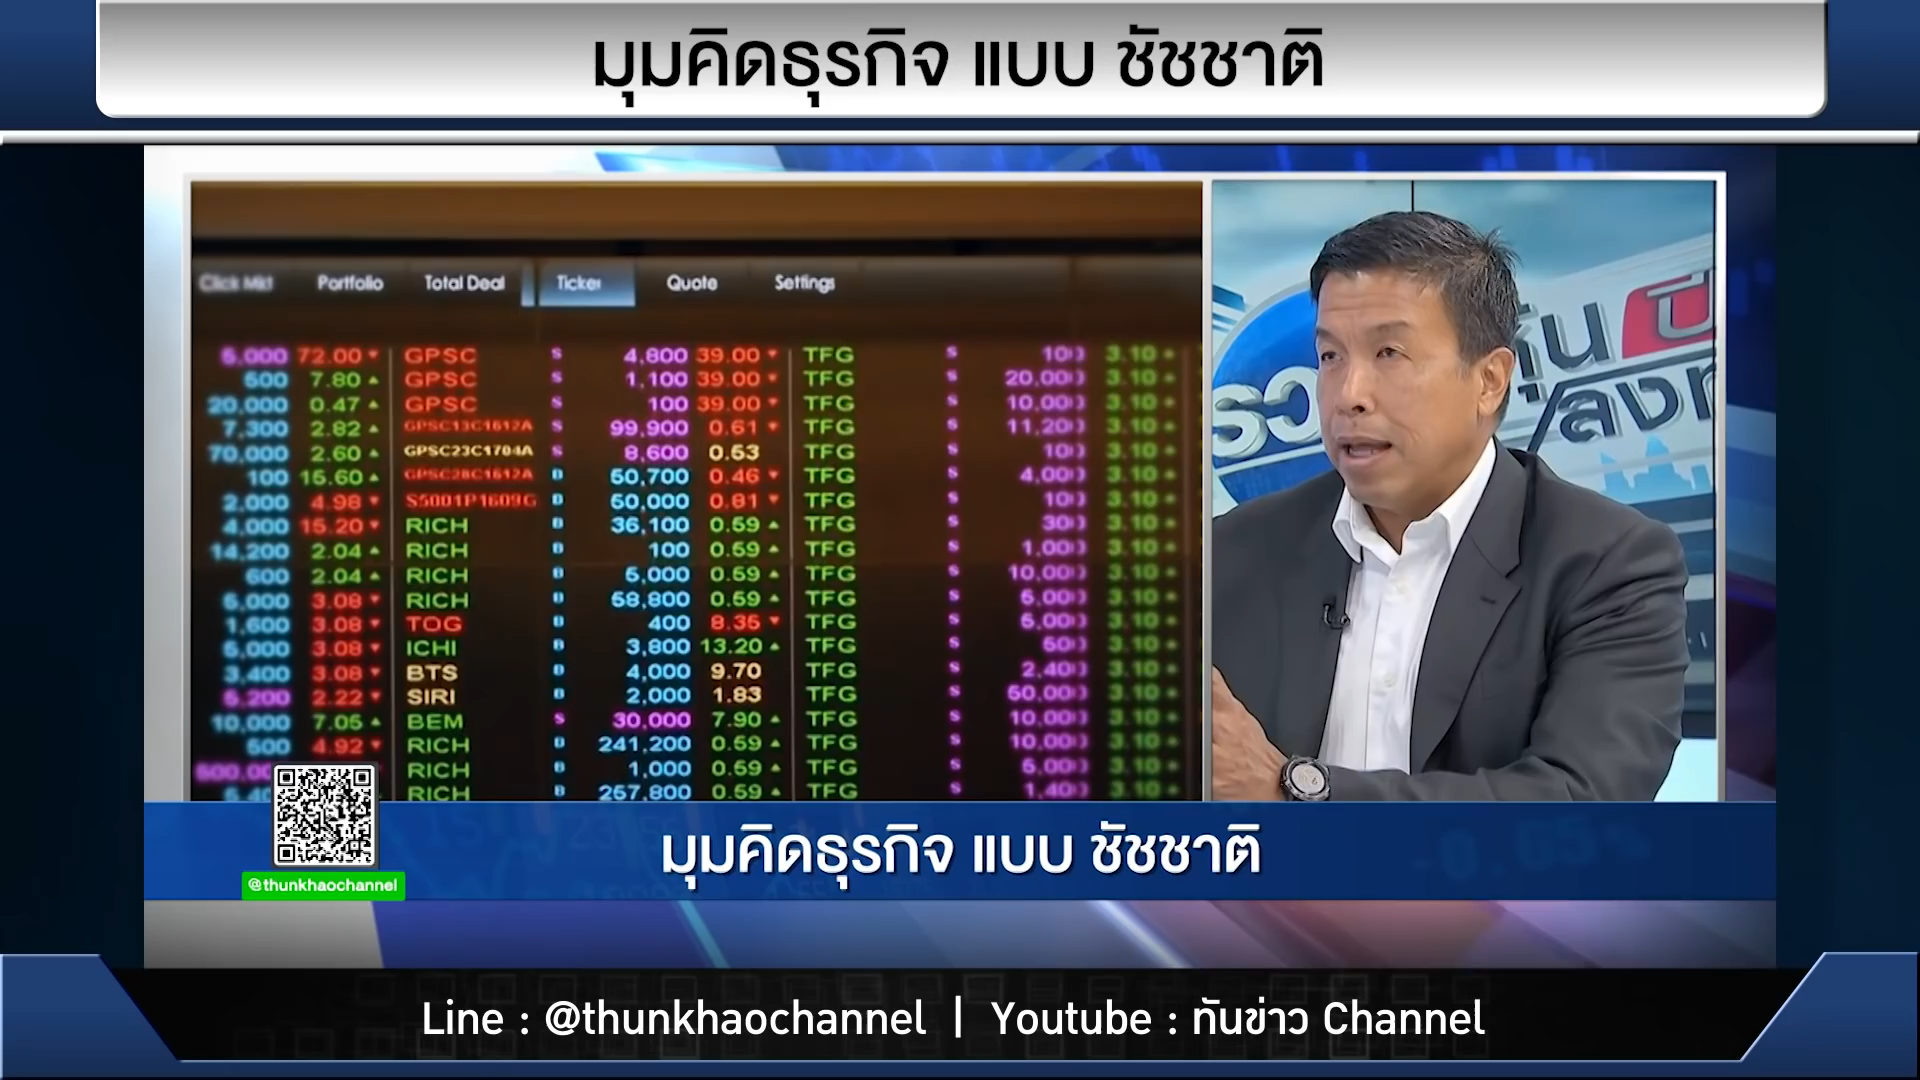 มุมคิดธุรกิจ แบบ ชัชชาติ
Click Mkt Portfolio Total Deal Ticker Quote Settings
5,000 72.00 GPSC S 4,800 39.00 TFG S 3.10
500 7.80 GPSC S 1,100 39.00 TFG S 20,000 3.10
20,000 0.47 GPSC S 100 39.00 TFG S 10,000 3.10
7,300 2.82 GPSC13C1612A S 99,900 0.61 TFG S 11,200 3.10
70,000 2.60 GPSC23C1704A S 8,600 0.53 TFG S 3.10
100 15.60 GPSC28C1612A B 50,700 0.46 TFG S 4,000 3.10
2,000 4.98 S5001P1609G B 50,000 0.81 TFG S 3.10
4,000 15.20 RICH B 36,100 0.59 TFG S 3.10
14,200 2.04 RICH B 100 0.59 TFG S 1,000 3.10
600 2.04 RICH B 5,000 0.59 TFG S 10,000 3.10
5,000 3.08 RICH B 58,800 0.59 TFG S 5,000 3.10
1,600 3.08 TOG B 400 8.35 TFG S 5,000 3.10
5,000 3.08 ICHI B 3,800 13.20 TFG S 3.10
3,400 3.08 BTS B 4,000 9.70 TFG S 2,400 3.10
5,200 2.22 SIRI B 2,000 1.83 TFG S 50,000 3.10
10,000 7.05 BEM S 30,000 7.90 TFG S 10,000 3.10
500 4.92 RICH B 241,200 0.59 TFG S 10,000 3.10
RICH B 1,000 0.59 TFG S 5,000 3.10
RICH B 257,800 0.59 TFG S 1,400 3.10
มุมคิดธุรกิจ แบบ ชัชชาติ
@thunkhaochannel
Line : @thunkhaochannel | Youtube : ทันข่าว Channel